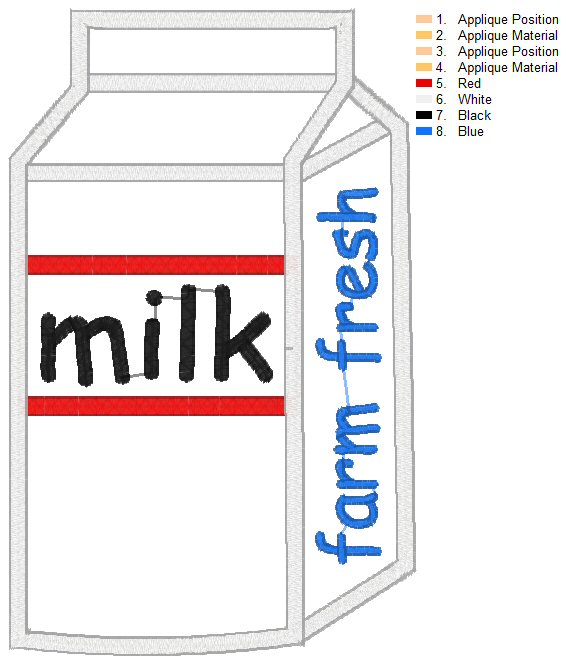 1. Applique Position
2. Applique Material
3. Applique Position
4. Applique Material
5. Red
6. White
7. Black
8. Blue
milk
farm fresh